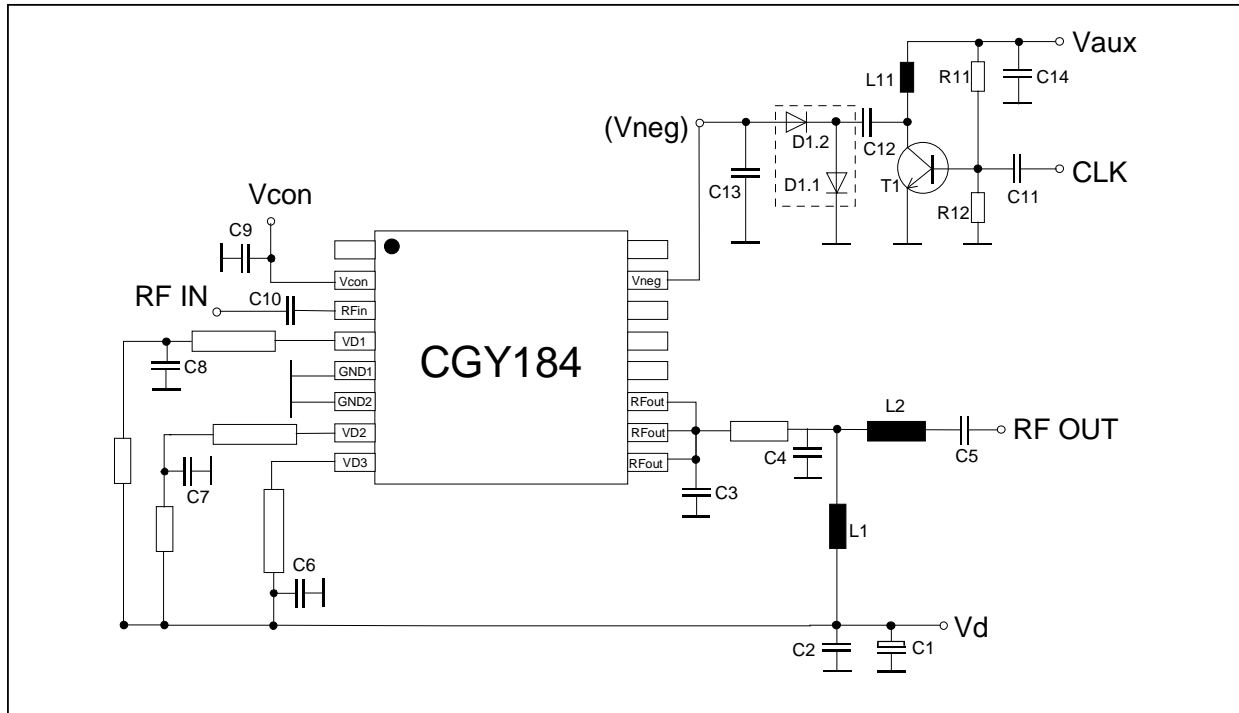 Vaux
L11
R11
C14
(Vneg)
D1.2
C12
D1.1
T1
C13
R12
C11
CLK
Vcon
C9
Vcon
Vneg
RF IN
C10
RFin
VD1
C8
GND1
CGY184
GND2
RFout
L2
VD2
RFout
RF OUT
C4
C5
VD3
RFout
C7
C3
L1
C6
Vd
C2
C1